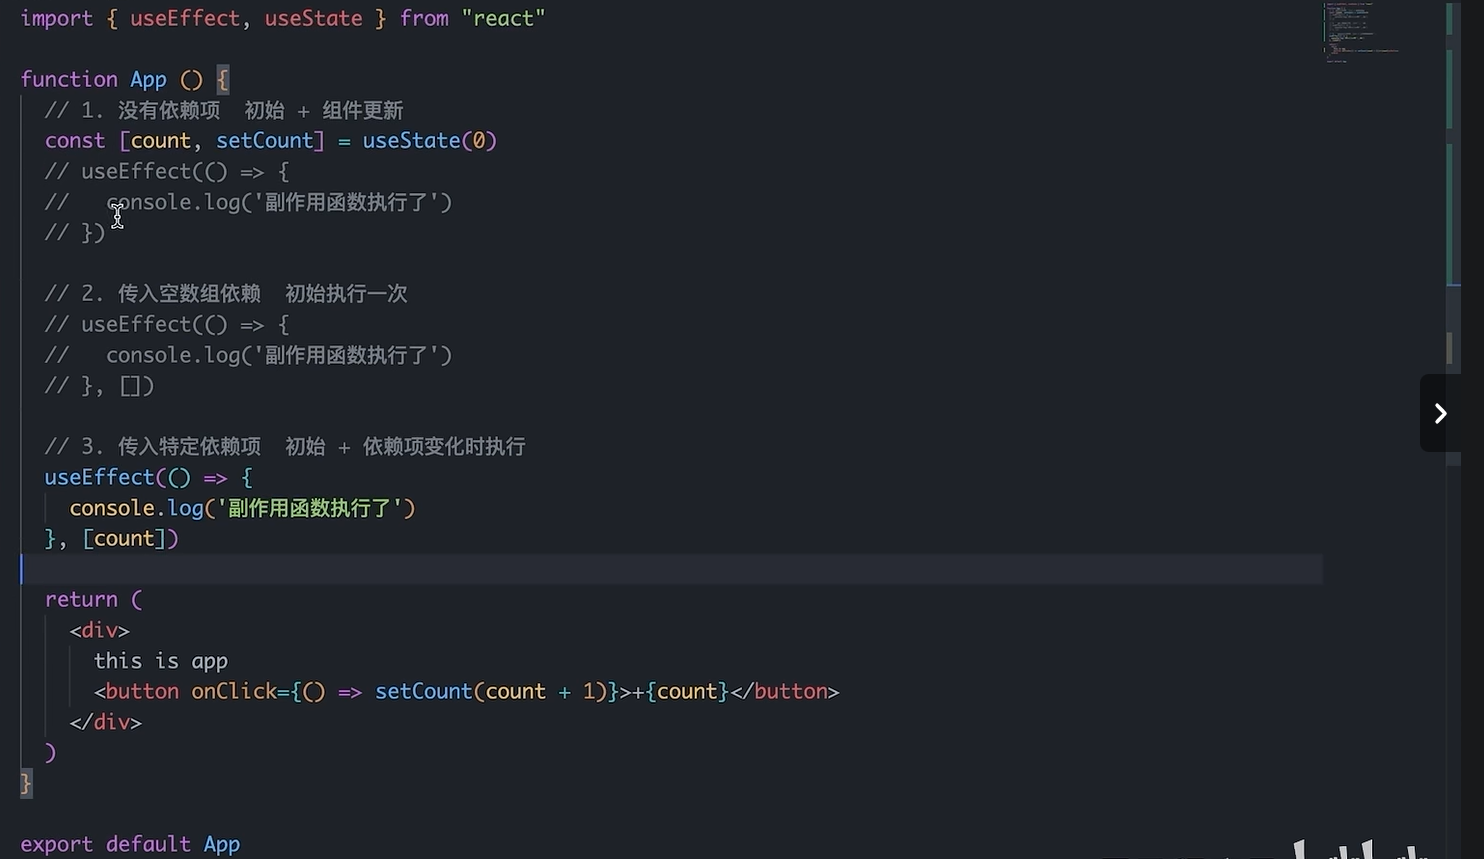 import { useEffect, useState } from "react"
function App () {
// 1. 没有依赖项  初始 + 组件更新
const [count, setCount] = useState(0)
// useEffect(() => {
//   console.log('副作用函数执行了')
// })
// 2. 传入空数组依赖  初始执行一次
// useEffect(() => {
//   console.log('副作用函数执行了')
// }, [])
// 3. 传入特定依赖项  初始 + 依赖项变化时执行
useEffect(() => {
console.log('副作用函数执行了')
}, [count])
return (
<div>
this is app
<button onClick={() => setCount(count + 1)}>+{count}</button>
</div>
)
}
export default App